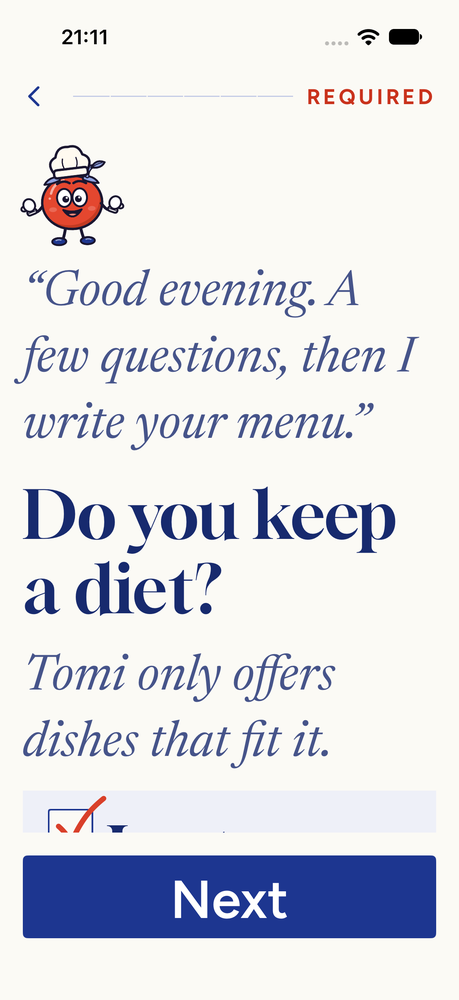 21:11
REQUIRED
“Good evening. A
few questions, then I
write your menu.”
Do you keep
a diet?
Tomi only offers
dishes that fit it.
Next